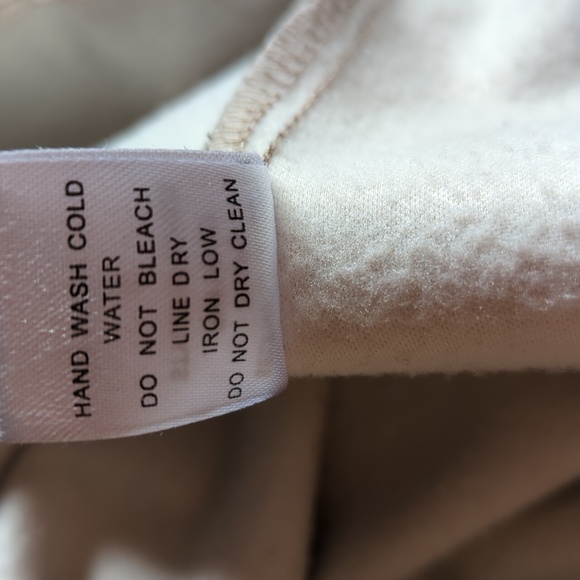 HAND WASH COLD
WATER
DO NOT BLEACH
LINE DRY
IRON LOW
DO NOT DRY CLEAN